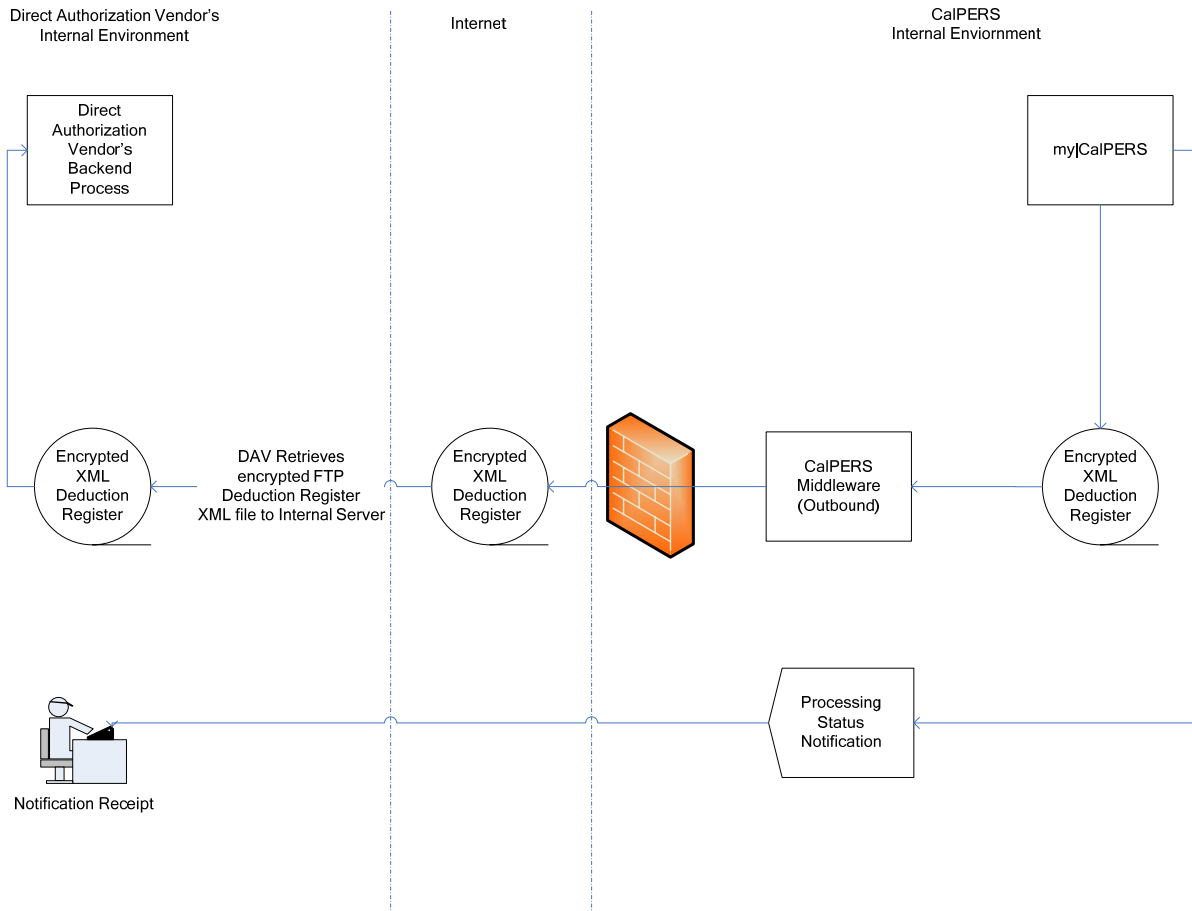 Direct Authorization Vendor's
Internal Environment
Internet
CalPERS
Internal Enviornment
Direct
Authorization
Vendor's
Backend
Process
my|CalPERS
Encrypted
XML
Deduction
Register
DAV Retrieves
encrypted FTP
Deduction Register
XML file to Internal Server
Encrypted
XML
Deduction
Register
CalPERS
Middleware
(Outbound)
Encrypted
XML
Deduction
Register
Processing
Status
Notification
Notification Receipt